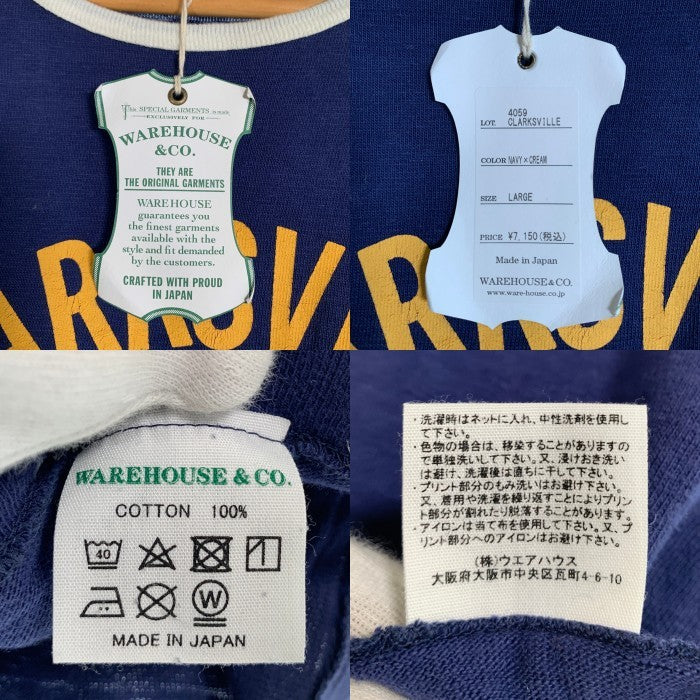 The SPECIAL GARMENTS is made
EXCLUSIVELY FOR
WAREHOUSE
&CO.
THEY ARE
THE ORIGINAL GARMENTS
WAREHOUSE
guarantees you
the finest garments
available with the
style and fit demanded
by the customers.
CRAFTED WITH PROUD
IN JAPAN
ARKSV
4059
LOT. CLARKSVILLE
COLOR NAVY×CREAM
SIZE LARGE
PRICE ¥7,150(税込)
Made in Japan
WAREHOUSE&CO.
www.ware-house.co.jp
WAREHOUSE & CO.
COTTON 100%
40
W
MADE IN JAPAN
・洗濯時はネットに入れ、中性洗剤を使用し
て下さい。
・色物の場合は、移染することがありますの
で単独洗いして下さい。又、浸けおき洗い
は避け、洗濯後は直ちに干して下さい。
・プリント部分のもみ洗いはお避け下さい。
又、着用や洗濯を繰り返すことによりプリン
ト部分が割れたり脱落することがあります。
・アイロンは当て布を使用して下さい。又、プ
リント部分へのアイロンはお避け下さい。
(株)ウエアハウス
大阪府大阪市中央区瓦町4-6-10